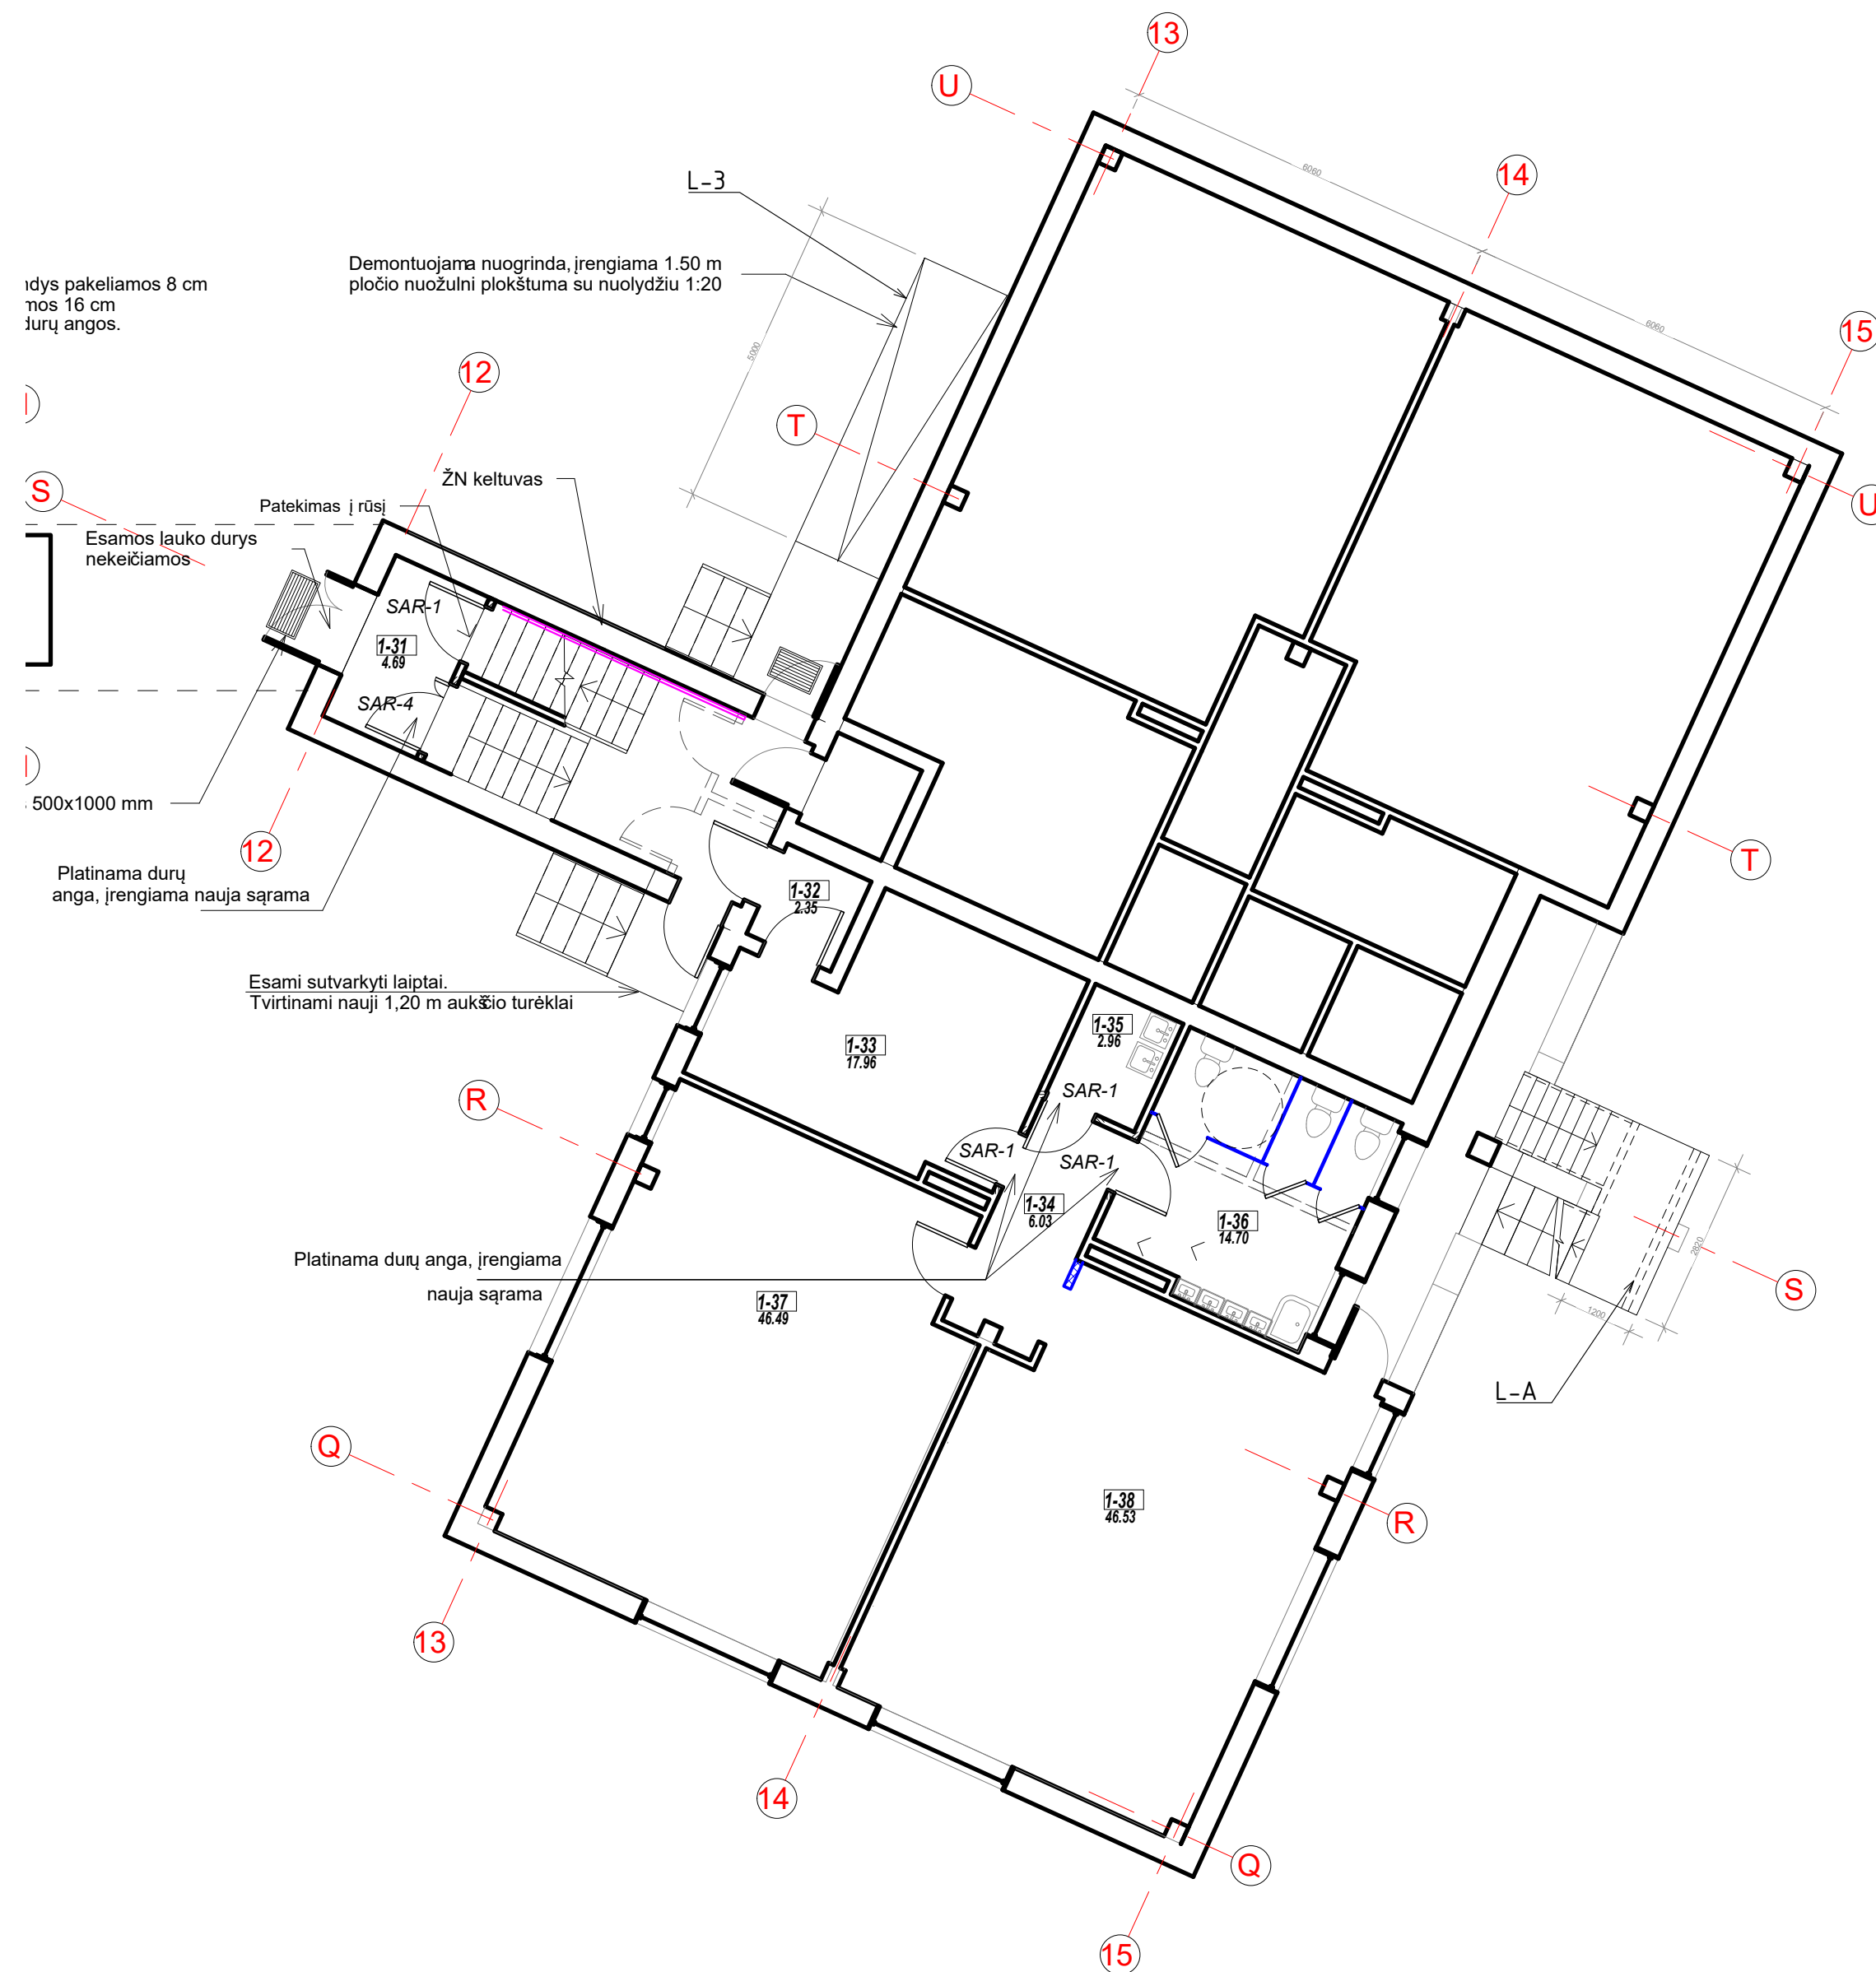 13
U
14
6060
L-3
Demontuojama nuogrinda, įrengiama 1.50 m
pločio nuožulni plokštuma su nuolydžiu 1:20
ndys pakeliamos 8 cm
mos 16 cm
durų angos.
15
6060
5000
12
T
S
ŽN keltuvas
Patekimas į rūsį
U
Esamos lauko durys
nekeičiamos
SAR-1
1-31
4.69
SAR-4
500x1000 mm
12
T
Platinama durų
anga, įrengiama nauja sąrama
1-32
2.35
Esami sutvarkyti laiptai.
Tvirtinami nauji 1,20 m aukščio turėklai
1-33
17.96
1-35
2.96
SAR-1
R
SAR-1
SAR-1
1-34
6.03
1-36
14.70
2820
S
Platinama durų anga, įrengiama
nauja sąrama
1-37
46.49
1200
L-A
Q
1-38
46.53
R
13
14
Q
15